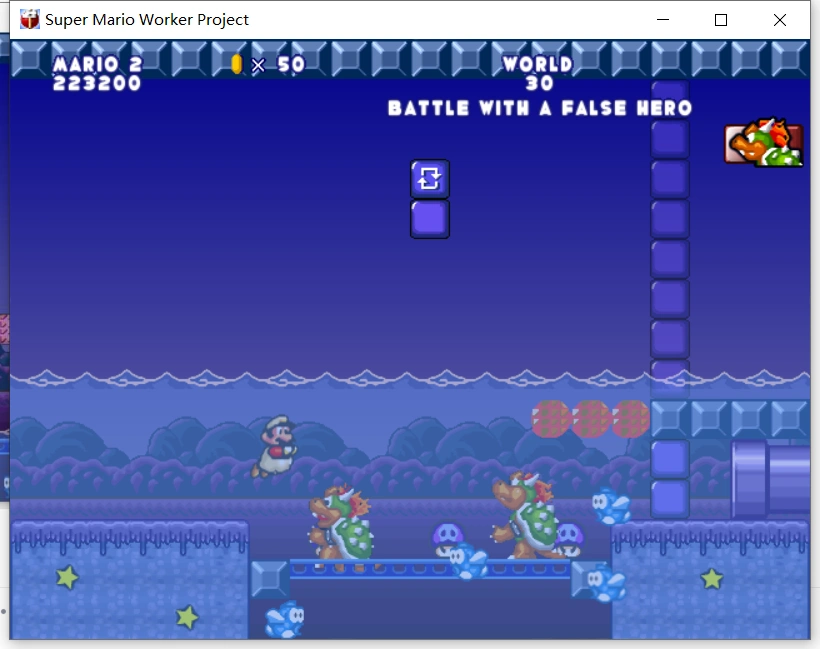 Super Mario Worker Project
MARIO 2
223200
× 50
WORLD
30
BATTLE WITH A FALSE HERO